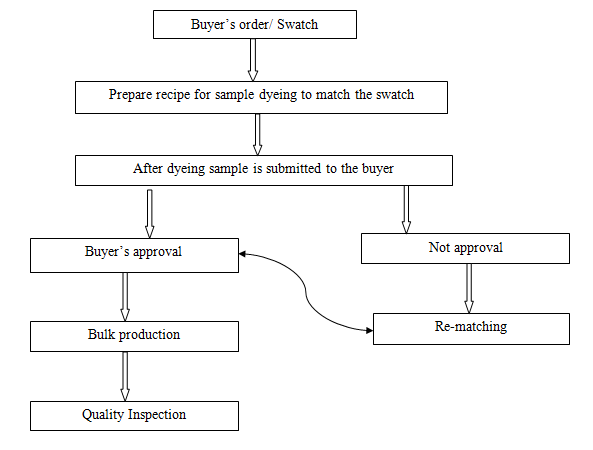 Buyer’s order/ Swatch
Prepare recipe for sample dyeing to match the swatch
After dyeing sample is submitted to the buyer
Buyer’s approval
Not approval
Bulk production
Re-matching
Quality Inspection